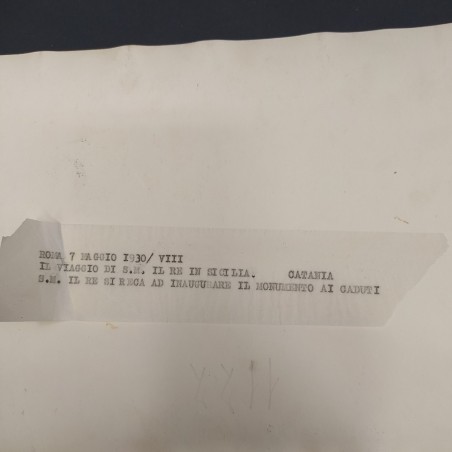 ROMA 7 MAGGIO 1930/ VIII
IL VIAGGIO DI S.M. IL RE IN SICILIA. CATANIA
S.M. IL RE SI RECA AD INAUGURARE IL MONUMENTO AI CADUTI